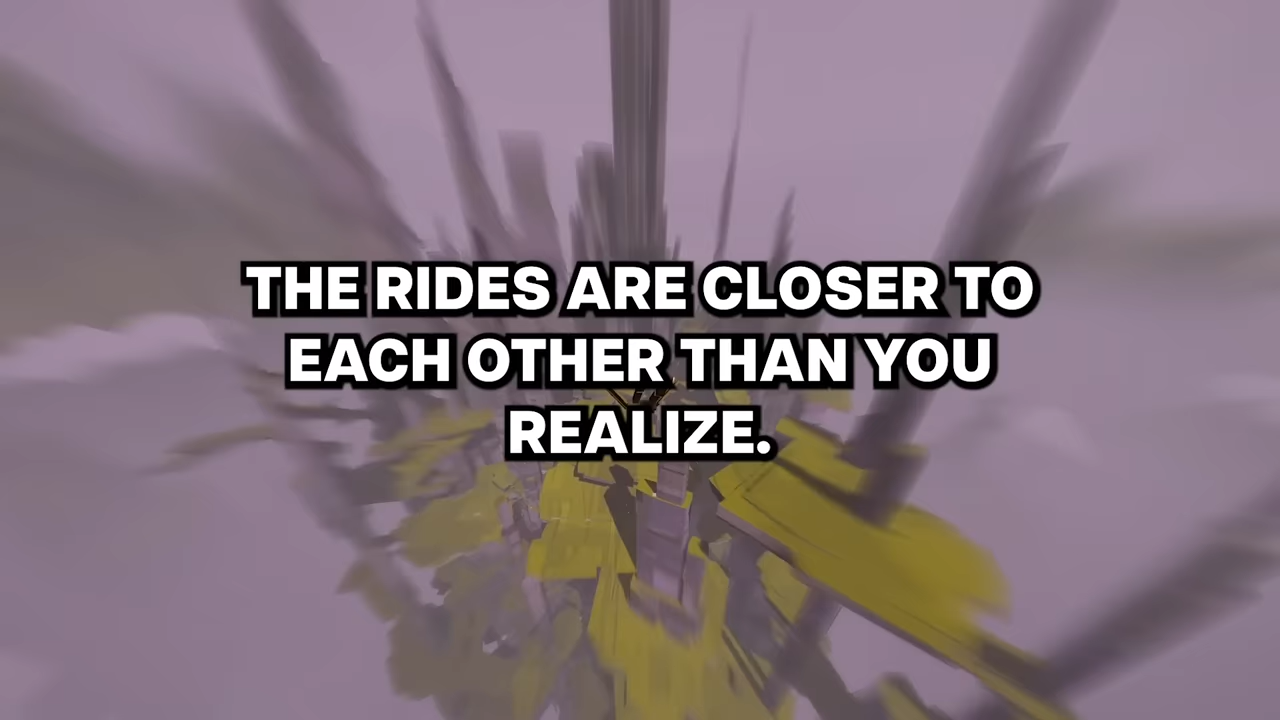 THE RIDES ARE CLOSER TO
EACH OTHER THAN YOU
REALIZE.